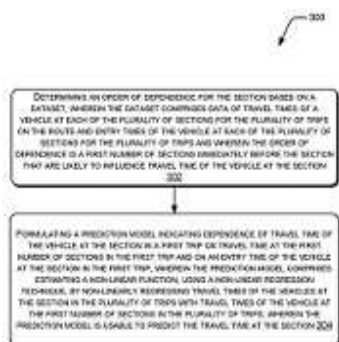 300
DETERMINING AN ORDER OF DEPENDENCE FOR THE SECTION BASED ON A
DATASET, WHEREIN THE DATASET COMPRISES DATA OF TRAVEL TIMES OF A
VEHICLE AT EACH OF THE PLURALITY OF SECTIONS FOR THE PLURALITY OF TRIPS
ON THE ROUTE AND ENTRY TIMES OF THE VEHICLE AT EACH OF THE PLURALITY OF
SECTIONS FOR THE PLURALITY OF TRIPS AND WHEREIN THE ORDER OF
DEPENDENCE IS A FIRST NUMBER OF SECTIONS IMMEDIATELY BEFORE THE SECTION
THAT ARE LIKELY TO INFLUENCE TRAVEL TIME OF THE VEHICLE AT THE SECTION
302
FORMULATING A PREDICTION MODEL INDICATING DEPENDENCE OF TRAVEL TIME OF
THE VEHICLE AT THE SECTION IN A FIRST TRIP ON TRAVEL TIME AT THE FIRST
NUMBER OF SECTIONS IN THE FIRST TRIP AND ON AN ENTRY TIME OF THE VEHICLE
AT THE SECTION IN THE FIRST TRIP, WHEREIN THE PREDICTION MODEL COMPRISES
ESTIMATING A NON-LINEAR FUNCTION, USING A NON-LINEAR REGRESSION
TECHNIQUE, BY NON-LINEARLY REGRESSING TRAVEL TIMES OF THE VEHICLES AT
THE SECTION IN THE PLURALITY OF TRIPS WITH TRAVEL TIMES OF THE VEHICLE AT
THE FIRST NUMBER OF SECTIONS IN THE PLURALITY OF TRIPS, WHEREIN THE
PREDICTION MODEL IS USABLE TO PREDICT THE TRAVEL TIME AT THE SECTION 304